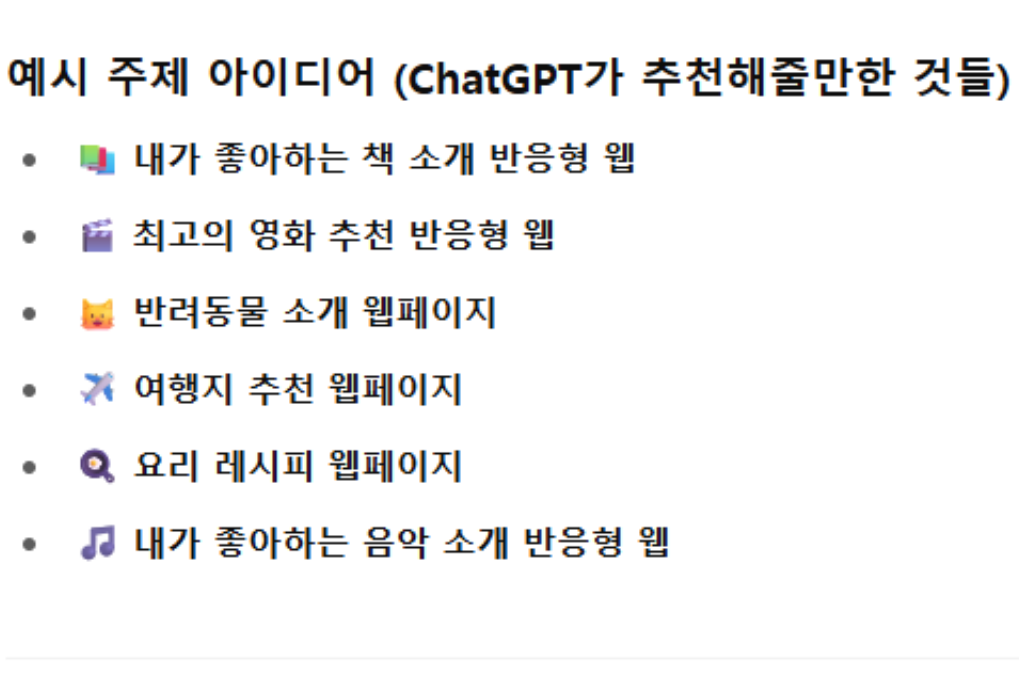 예시 주제 아이디어 (ChatGPT가 추천해줄만한 것들)
• 📚 내가 좋아하는 책 소개 반응형 웹
• 🎬 최고의 영화 추천 반응형 웹
• 🐱 반려동물 소개 웹페이지
• ✈️ 여행지 추천 웹페이지
• 🍳 요리 레시피 웹페이지
• 🎵 내가 좋아하는 음악 소개 반응형 웹